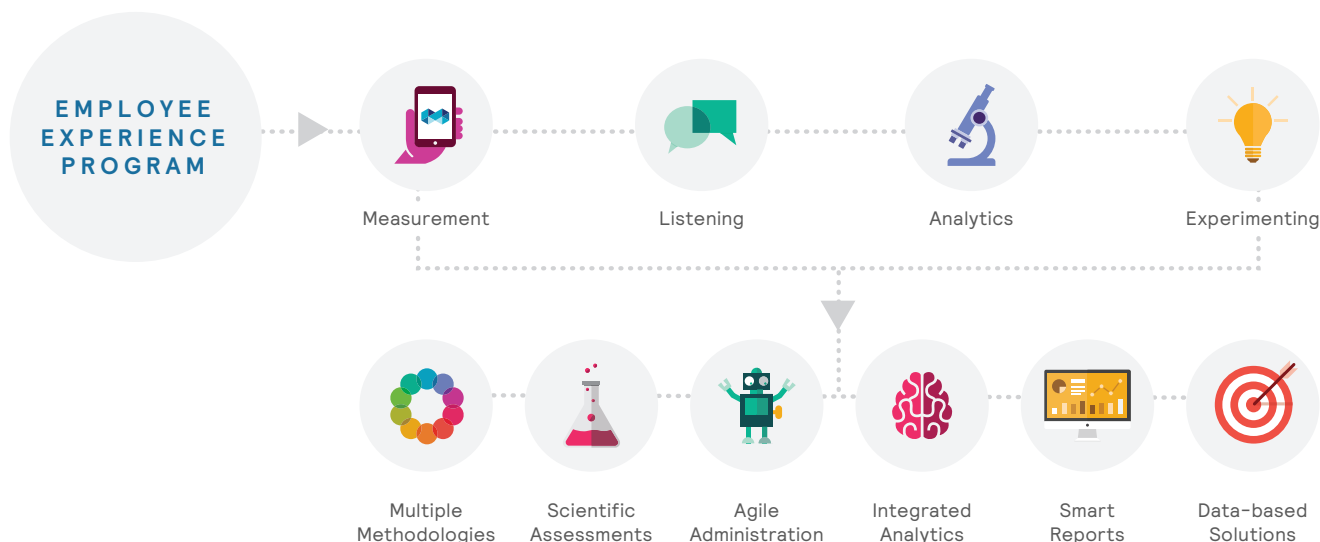 EMPLOYEE
EXPERIENCE
PROGRAM
Measurement
Listening
Analytics
Experimenting
Multiple
Methodologies
Scientific
Assessments
Agile
Administration
Integrated
Analytics
Smart
Reports
Data-based
Solutions